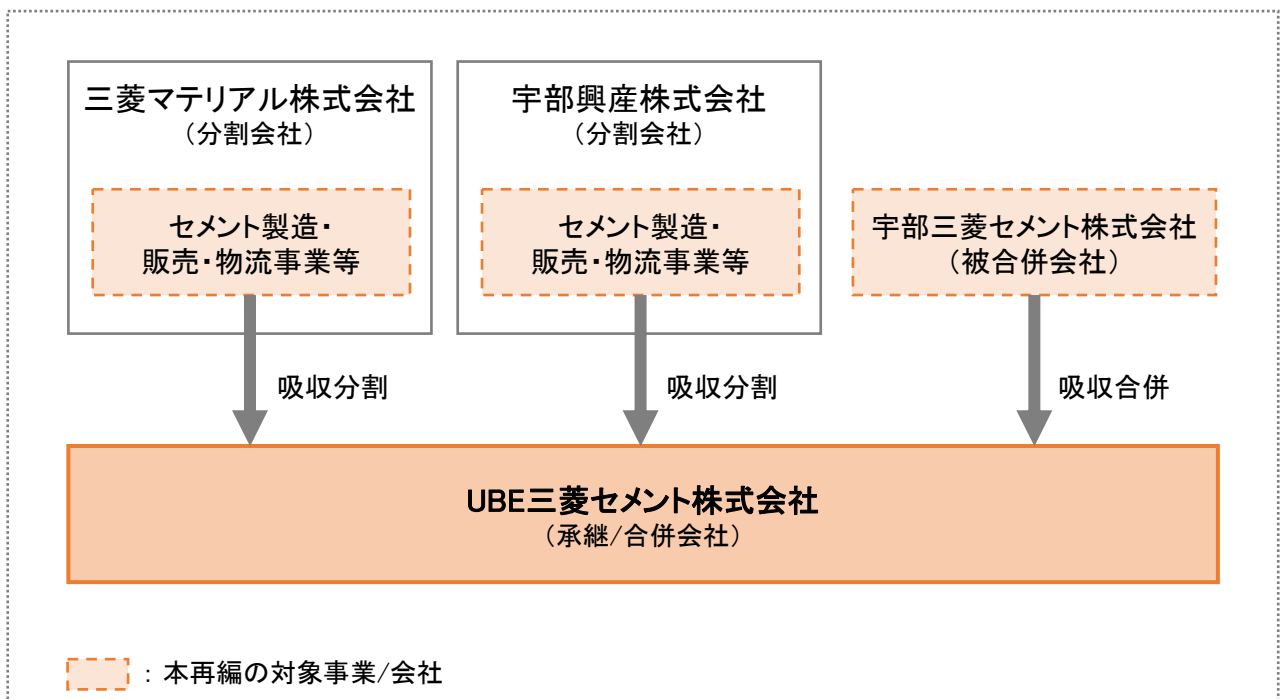 三菱マテリアル株式会社
（分割会社）
セメント製造・
販売・物流事業等
宇部興産株式会社
（分割会社）
セメント製造・
販売・物流事業等
宇部三菱セメント株式会社
（被合併会社）
吸収分割
吸収分割
吸収合併
UBE三菱セメント株式会社
（承継/合併会社）
：本再編の対象事業/会社